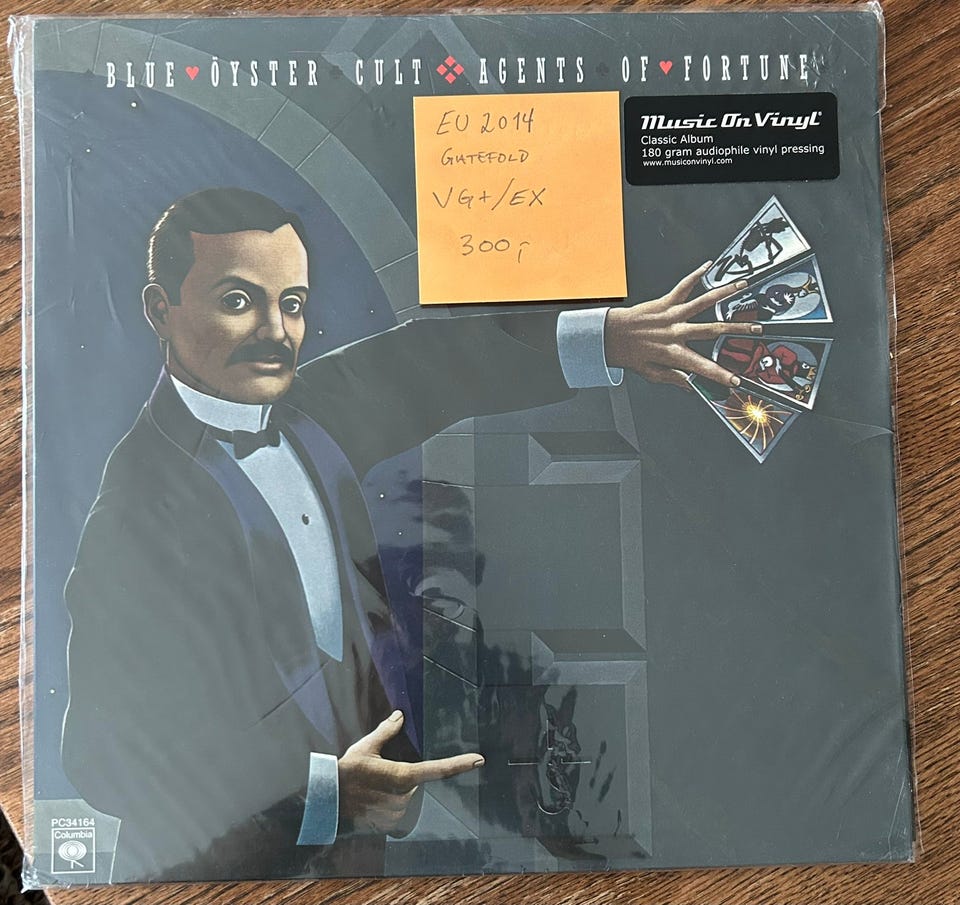 BLUE ♥ ÖYSTER ♣ CULT ♦ AGENTS ♠ OF ♥ FORTUNE
EU 2014
GATEFOLD
VG+/EX
300,-
Music On Vinyl®
Classic Album
180 gram audiophile vinyl pressing
www.musiconvinyl.com
PC34164
Columbia